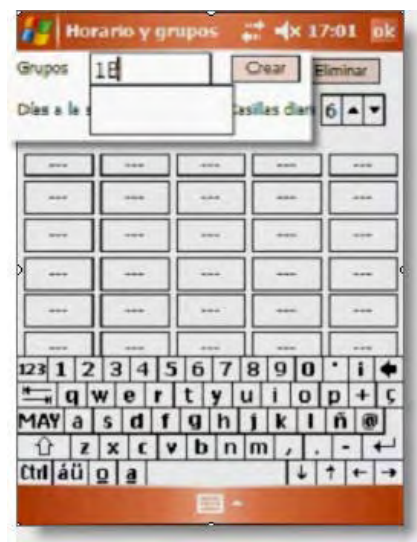 Horario y grupos 17:01 ok
Grupos 1B Crear Eliminar
Días a la s Casillas diari 6
--- --- --- --- ---
--- --- --- --- ---
--- --- --- --- ---
--- --- --- --- ---
--- --- --- --- ---
--- --- --- --- ---
123 1 2 3 4 5 6 7 8 9 0 ' i
q w e r t y u i o p + ç
MAY a s d f g h j k l ñ @
z x c v b n m , . -
Ctrl áü o a